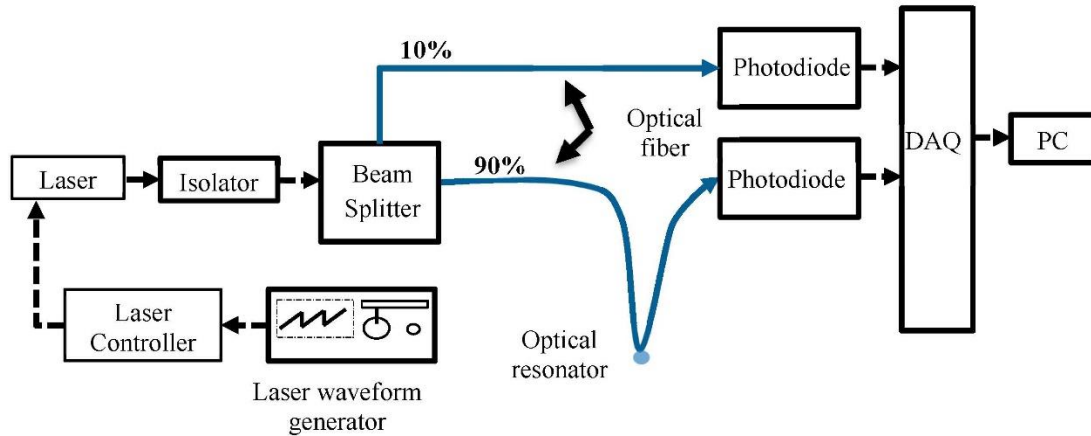 10%
Photodiode
Optical
fiber
DAQ
PC
Laser
Isolator
Beam
Splitter
90%
Photodiode
Laser
Controller
Optical
resonator
Laser waveform
generator